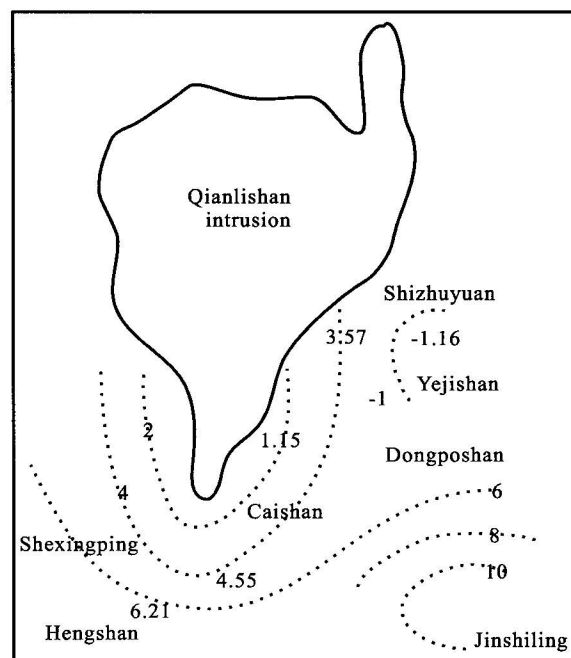 Qianlishan
intrusion
Shizhuyuan
3.57
-1.16
Yejishan
-1
2
1.15
Dongposhan
4
6
Caishan
8
Shexingping
10
4.55
6.21
Hengshan
Jinshiling